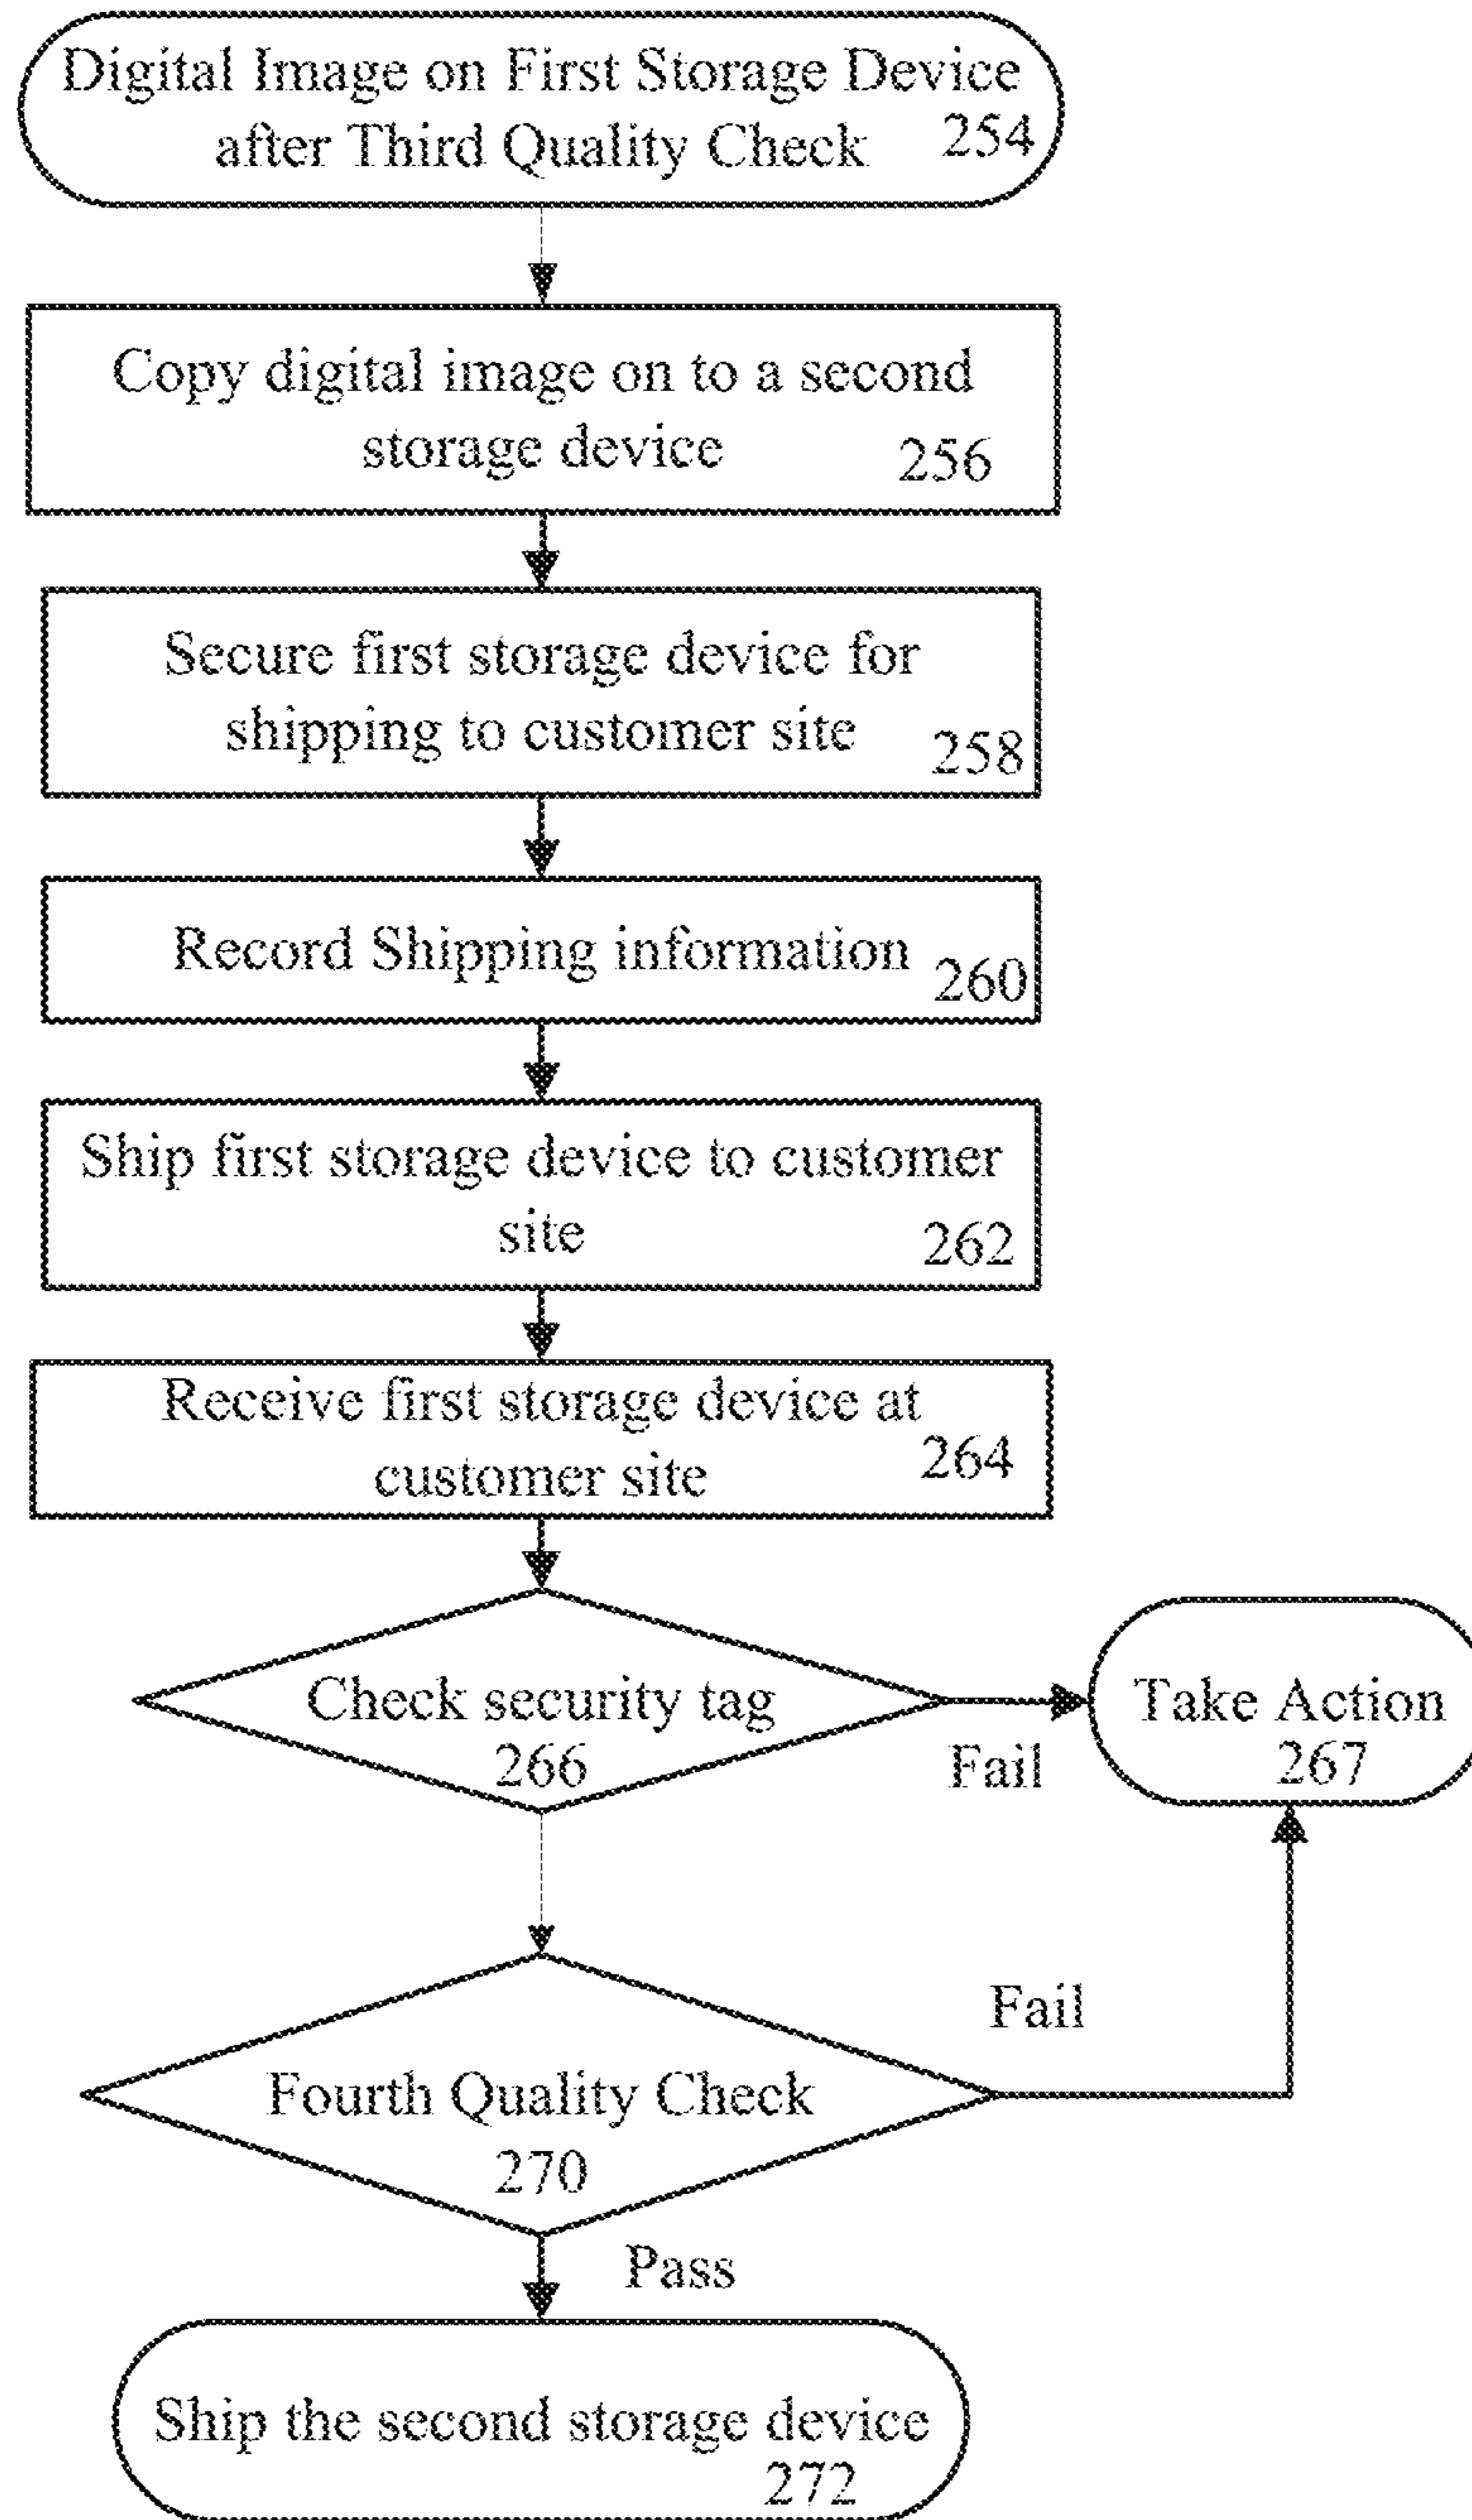 Digital Image on First Storage Device
after Third Quality Check 254
Copy digital image on to a second
storage device 256
Secure first storage device for
shipping to customer site 258
Record Shipping information 260
Ship first storage device to customer
site 262
Receive first storage device at
customer site 264
Check security tag
266
Fail
Take Action
267
Fail
Fourth Quality Check
270
Pass
Ship the second storage device
272